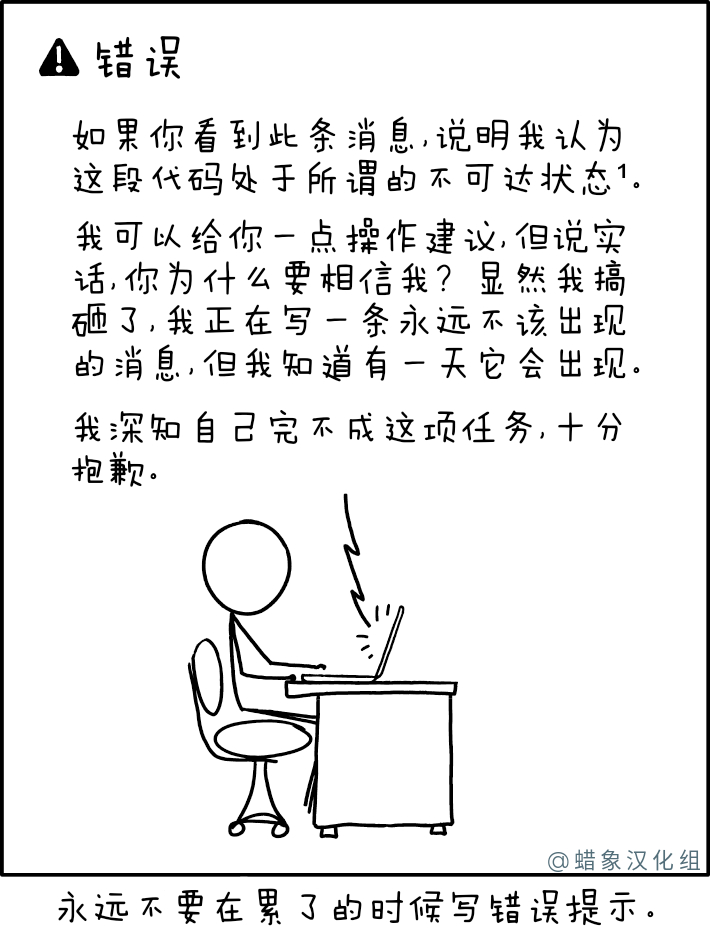 错误
如果你看到此条消息,说明我认为
这段代码处于所谓的不可达状态¹。
我可以给你一点操作建议,但说实
话,你为什么要相信我? 显然我搞
砸了,我正在写一条永远不该出现
的消息,但我知道有一天它会出现。
我深知自己完不成这项任务,十分
抱歉。
@蜡象汉化组
永远不要在累了的时候写错误提示。